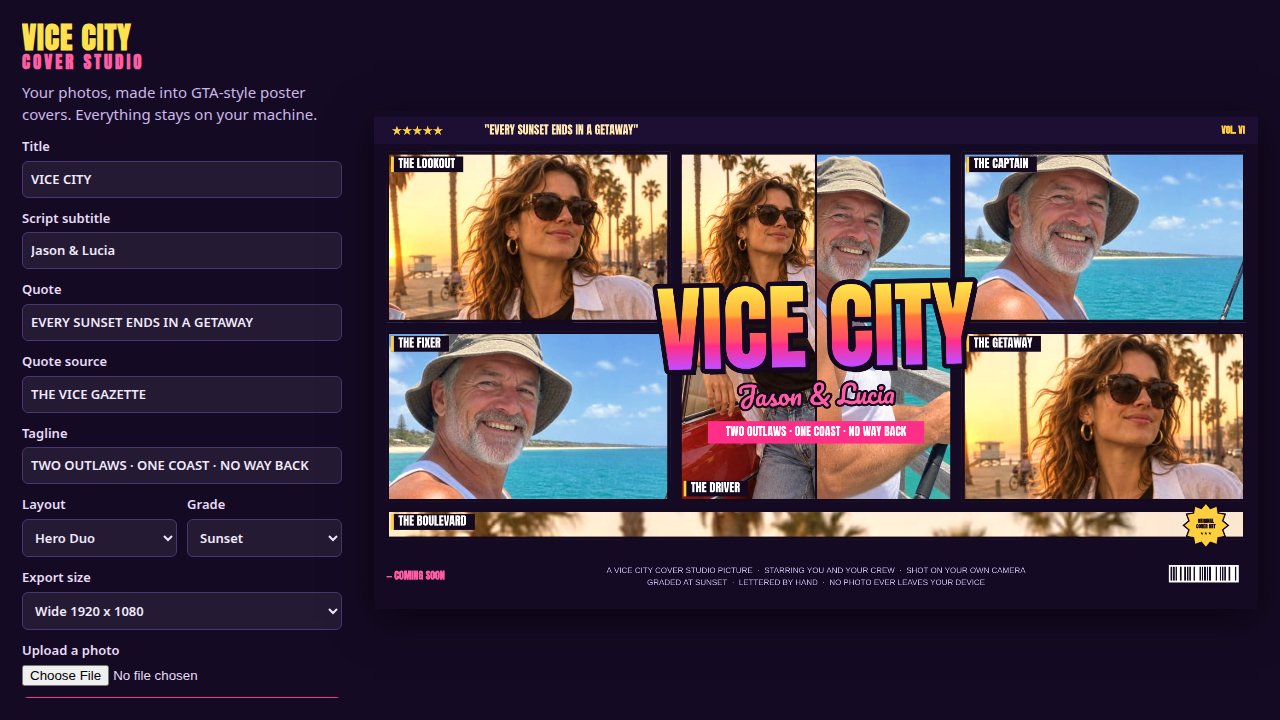 VICE CITY
COVER STUDIO
Your photos, made into GTA-style poster
covers. Everything stays on your machine.
Title
VICE CITY
Script subtitle
Jason & Lucia
Quote
EVERY SUNSET ENDS IN A GETAWAY
Quote source
THE VICE GAZETTE
Tagline
TWO OUTLAWS · ONE COAST · NO WAY BACK
Layout
Grade
Hero Duo
Sunset
Export size
Wide 1920 x 1080
Upload a photo
Choose File No file chosen
★★★★★
"EVERY SUNSET ENDS IN A GETAWAY"
VOL. VI
THE LOOKOUT
THE CAPTAIN
VICE CITY
THE FIXER
THE GETAWAY
Jason & Lucia
TWO OUTLAWS · ONE COAST · NO WAY BACK
THE DRIVER
THE BOULEVARD
ORIGINAL
COVER ART
★★★
— COMING SOON
A VICE CITY COVER STUDIO PICTURE · STARRING YOU AND YOUR CREW · SHOT ON YOUR OWN CAMERA
GRADED AT SUNSET · LETTERED BY HAND · NO PHOTO EVER LEAVES YOUR DEVICE